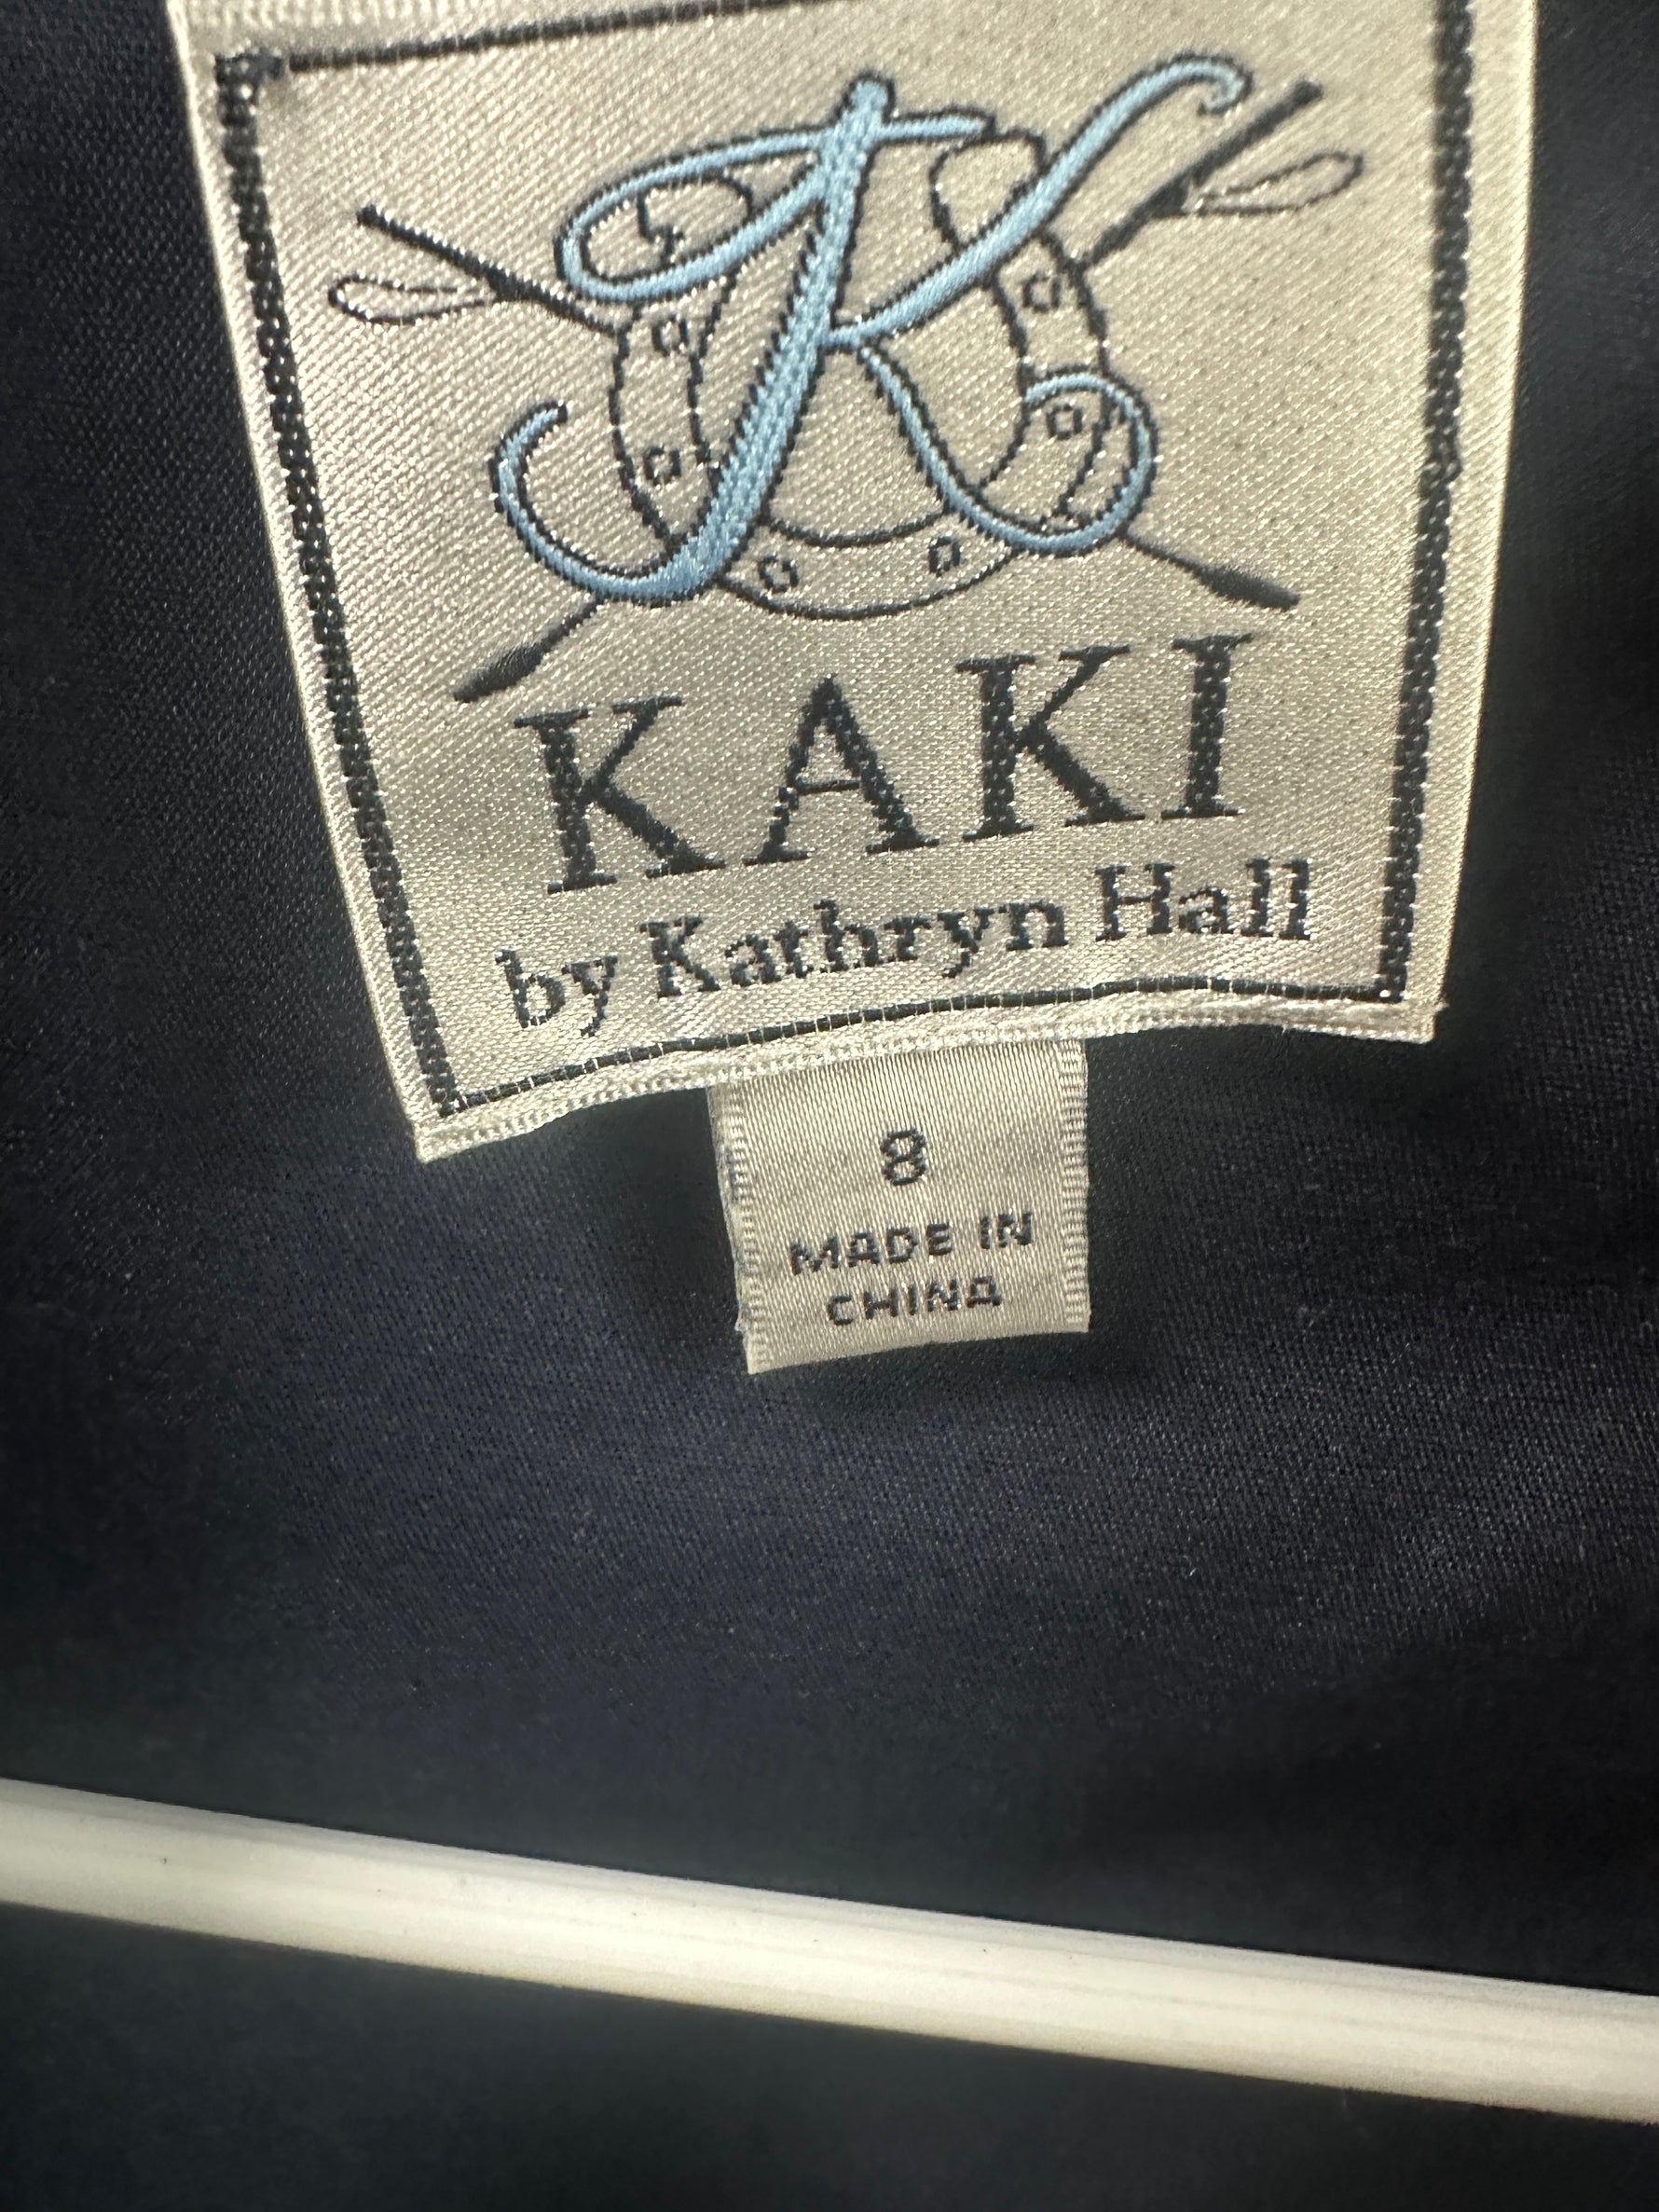 K
KAKI
by Kathryn Hall
8
MADE IN
CHINA